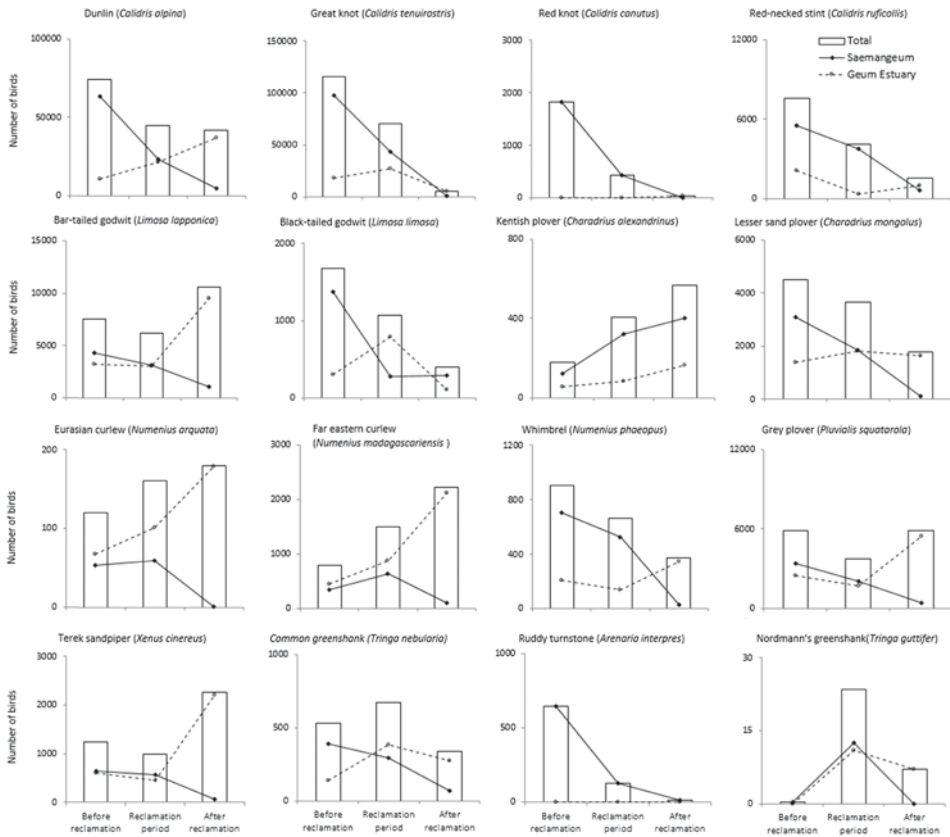 Dunlin (Calidris alpina)
Great knot (Calidris tenuirostris)
Red knot (Calidris canutus)
Red-necked stint (Calidris ruficollis)
Number of birds
100000
50000
0
150000
100000
50000
0
3000
2000
1000
0
12000
6000
0
Total
Saemangeum
Geum Estuary
Bar-tailed godwit (Limosa lapponica)
Black-tailed godwit (Limosa limosa)
Kentish plover (Charadrius alexandrinus)
Lesser sand plover (Charadrius mongolus)
Number of birds
15000
10000
5000
0
2000
1000
0
800
400
0
6000
4000
2000
0
Eurasian curlew (Numenius arquata)
Far eastern curlew
(Numenius madagascariensis )
Whimbrel (Numenius phaeopus)
Grey plover (Pluvialis squatarola)
Number of birds
200
100
0
3000
2000
1000
0
1200
800
400
0
12000
6000
0
Terek sandpiper (Xenus cinereus)
Common greenshank (Tringa nebularia)
Ruddy turnstone (Arenaria interpres)
Nordmann's greenshank(Tringa guttifer)
Number of birds
3000
2000
1000
0
1000
500
0
1000
500
0
30
15
0
Before
reclamation
Reclamation
period
After
reclamation
Before
reclamation
Reclamation
period
After
reclamation
Before
reclamation
Reclamation
period
After
reclamation
Before
reclamation
Reclamation
period
After
reclamation